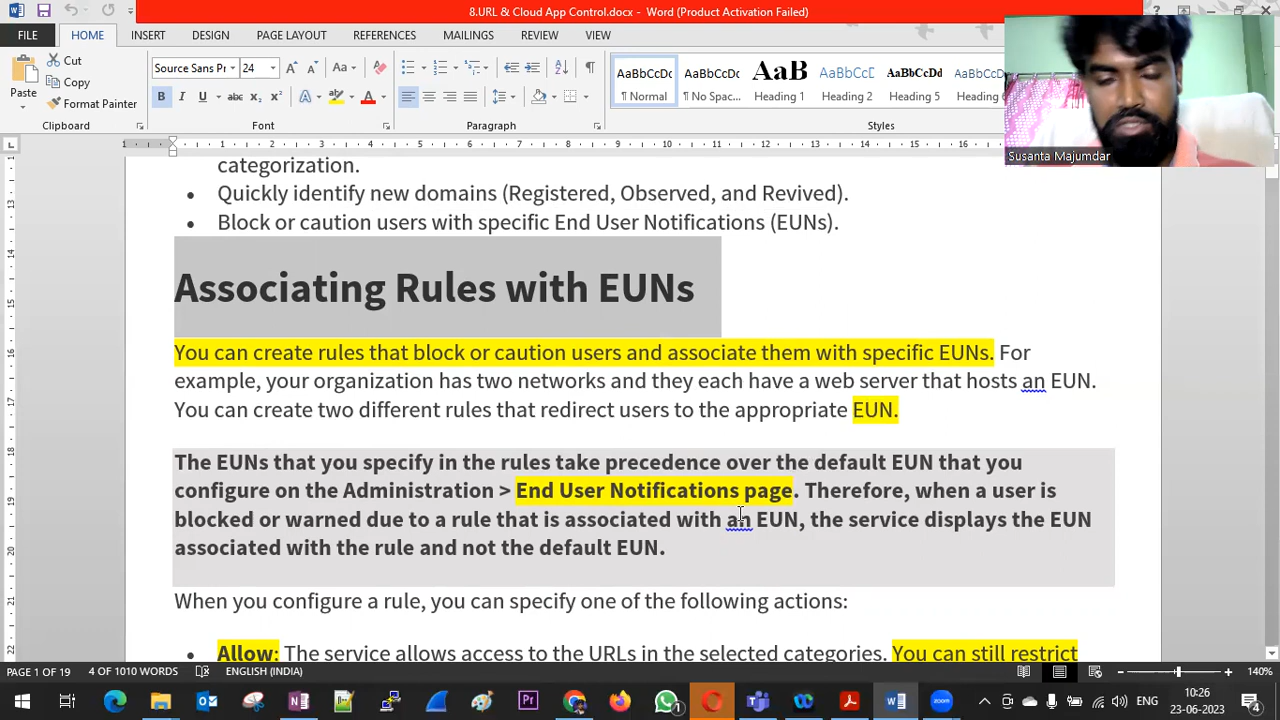 8.URL & Cloud App Control.docx - Word (Product Activation Failed)
FILE HOME INSERT DESIGN PAGE LAYOUT REFERENCES MAILINGS REVIEW VIEW
Cut
Copy
Format Painter
Paste
Clipboard
Source Sans Pr 24
Font
Paragraph
AaBbCcDc AaBbCcDc AaB AaBbCcDc AaBbCcDd AaBbCcD
¶ Normal ¶ No Spac... Heading 1 Heading 2 Heading 5 Heading
Styles
Susanta Majumdar
categorization.
• Quickly identify new domains (Registered, Observed, and Revived).
• Block or caution users with specific End User Notifications (EUNs).
Associating Rules with EUNs
You can create rules that block or caution users and associate them with specific EUNs. For
example, your organization has two networks and they each have a web server that hosts an EUN.
You can create two different rules that redirect users to the appropriate EUN.
The EUNs that you specify in the rules take precedence over the default EUN that you
configure on the Administration > End User Notifications page. Therefore, when a user is
blocked or warned due to a rule that is associated with an EUN, the service displays the EUN
associated with the rule and not the default EUN.
When you configure a rule, you can specify one of the following actions:
• Allow: The service allows access to the URLs in the selected categories. You can still restrict
PAGE 1 OF 19 4 OF 1010 WORDS ENGLISH (INDIA) 140%
ENG
10:26
23-06-2023